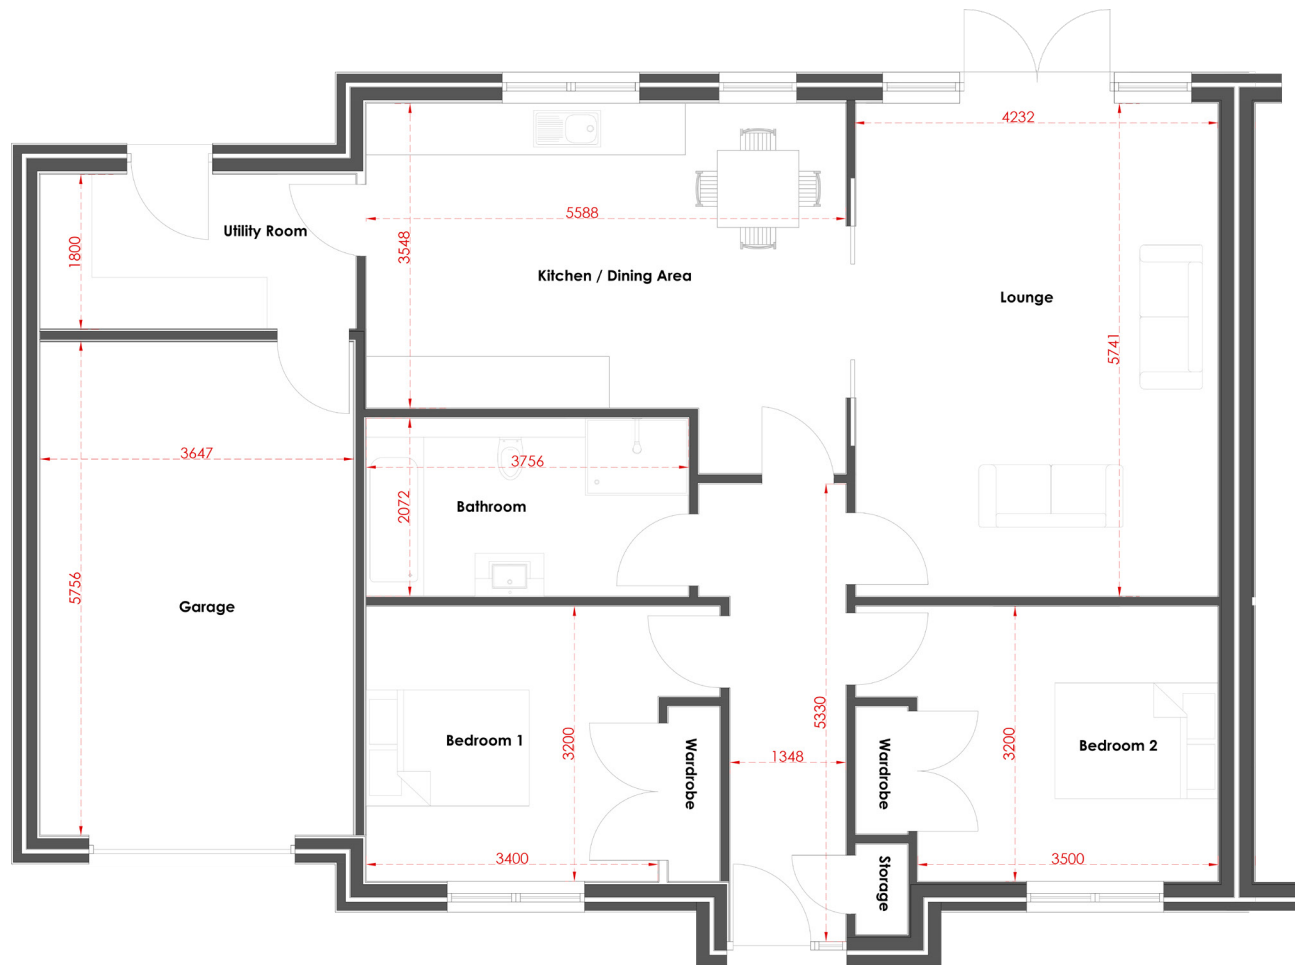 4232
5588
Utility Room
1800
3548
Kitchen / Dining Area
Lounge
5741
3647
3756
2072
Bathroom
5756
Garage
5330
3200
Bedroom 1
Wardrobe
1348
Wardrobe
3200
Bedroom 2
3400
Storage
3500